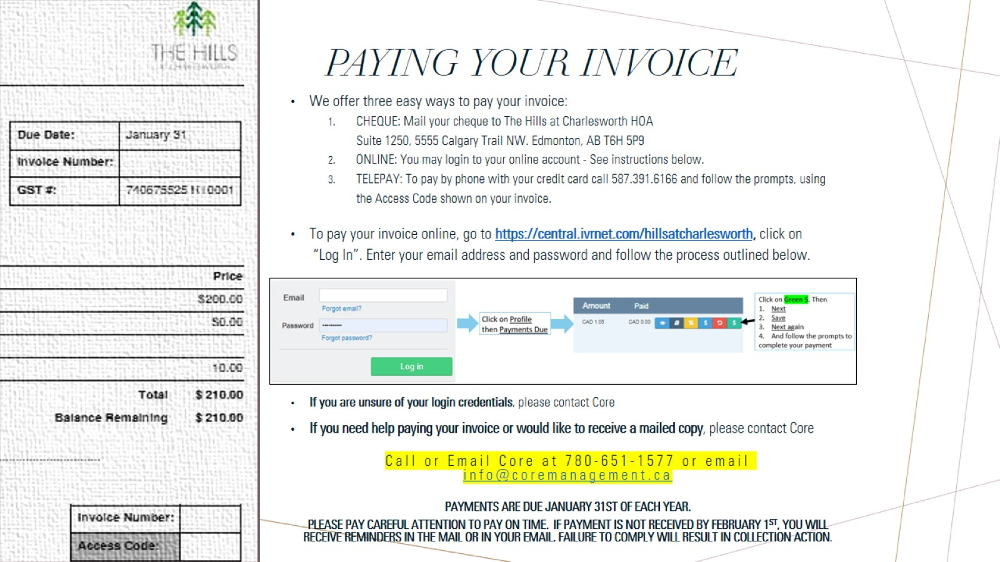 THE HILLS
Due Date: January 31
Invoice Number:
GST #: 740675525
Price
$200.00
$0.00
10.00
Total $ 210.00
Balance Remaining $ 210.00
Invoice Number:
Access Code:
PAYING YOUR INVOICE
• We offer three easy ways to pay your invoice:
1. CHEQUE: Mail your cheque to The Hills at Charlesworth HOA
Suite 1250, 5555 Calgary Trail NW. Edmonton, AB T6H 5P9
2. ONLINE: You may login to your online account - See instructions below.
3. TELEPAY: To pay by phone with your credit card call 587.391.6166 and follow the prompts, using
the Access Code shown on your invoice.
• To pay your invoice online, go to https://central.ivrnet.com/hillsatcharlesworth, click on
“Log In”. Enter your email address and password and follow the process outlined below.
Email
Forgot email?
Password ••••••••••
Forgot password?
Log in
Click on Profile
then Payments Due
Amount Paid
CAD 1.05 CAD 0.00
Click on Green $. Then
1. Next
2. Save
3. Next again
4. And follow the prompts to
complete your payment
• If you are unsure of your login credentials, please contact Core
• If you need help paying your invoice or would like to receive a mailed copy, please contact Core
Call or Email Core at 780-651-1577 or email
info@coremanagement.ca
PAYMENTS ARE DUE JANUARY 31ST OF EACH YEAR.
PLEASE PAY CAREFUL ATTENTION TO PAY ON TIME. IF PAYMENT IS NOT RECEIVED BY FEBRUARY 1ST, YOU WILL
RECEIVE REMINDERS IN THE MAIL OR IN YOUR EMAIL. FAILURE TO COMPLY WILL RESULT IN COLLECTION ACTION.